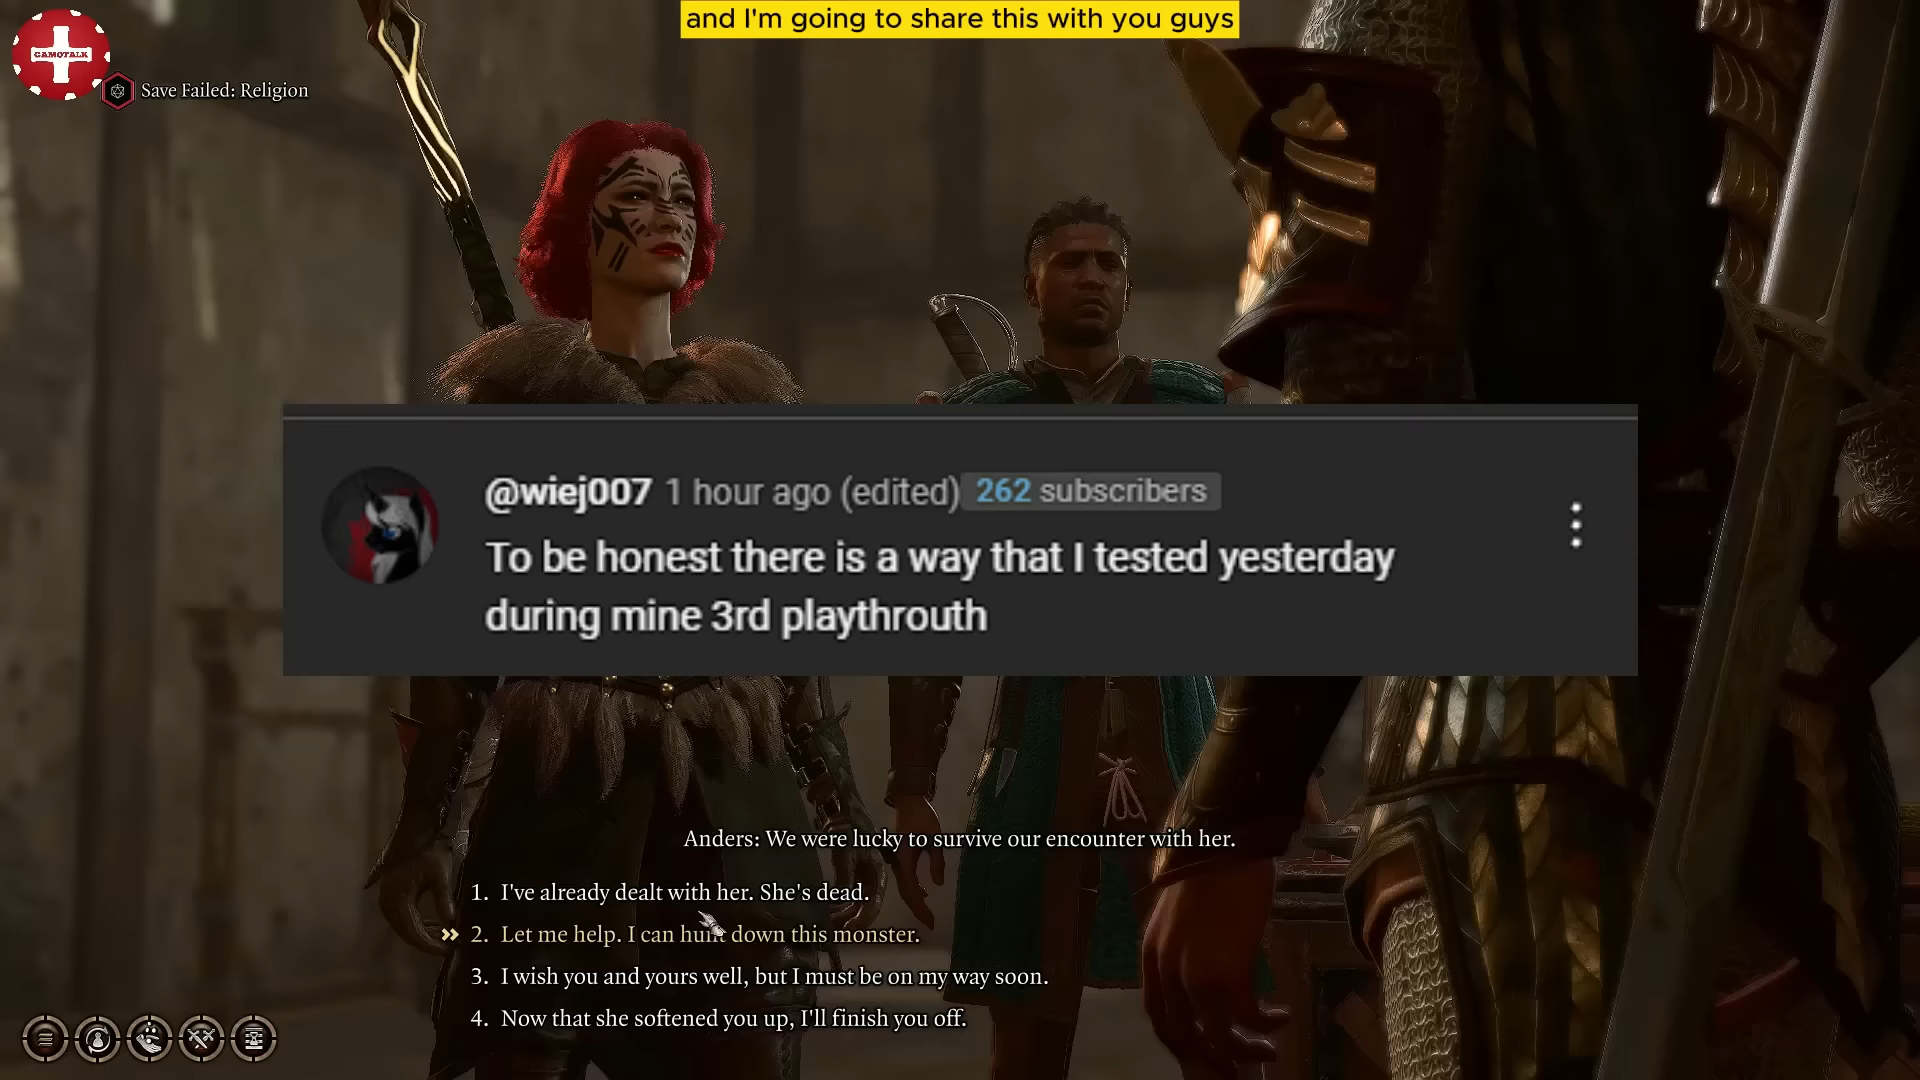 and I'm going to share this with you guys
GAMOTALK
Save Failed: Religion
@wiej007 1 hour ago (edited) 262 subscribers
To be honest there is a way that I tested yesterday
during mine 3rd playthrouth
Anders: We were lucky to survive our encounter with her.
1. I've already dealt with her. She's dead.
2. Let me help. I can hunt down this monster.
3. I wish you and yours well, but I must be on my way soon.
4. Now that she softened you up, I'll finish you off.